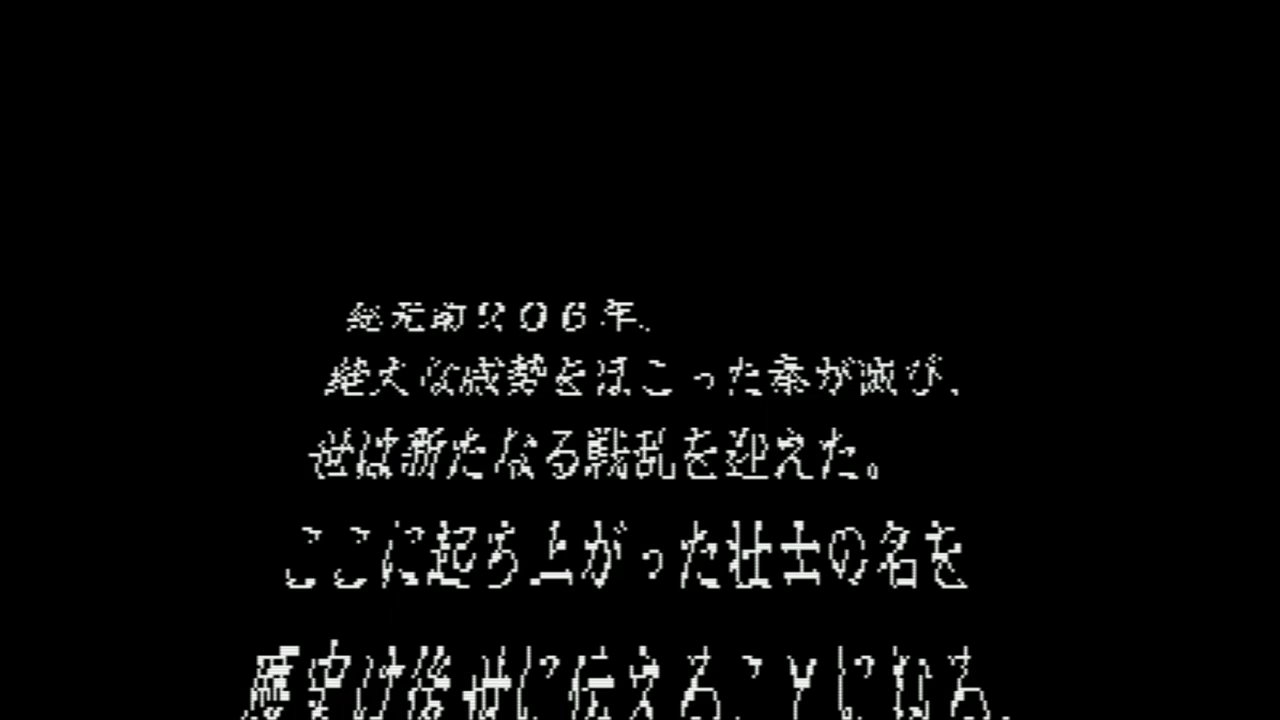 紀元前206年、
絶大な威勢をほこった秦が滅び、
世は新たなる戦乱を迎えた。
ここに起ち上がった壮士の名を
歴史は後世に伝えることになる。